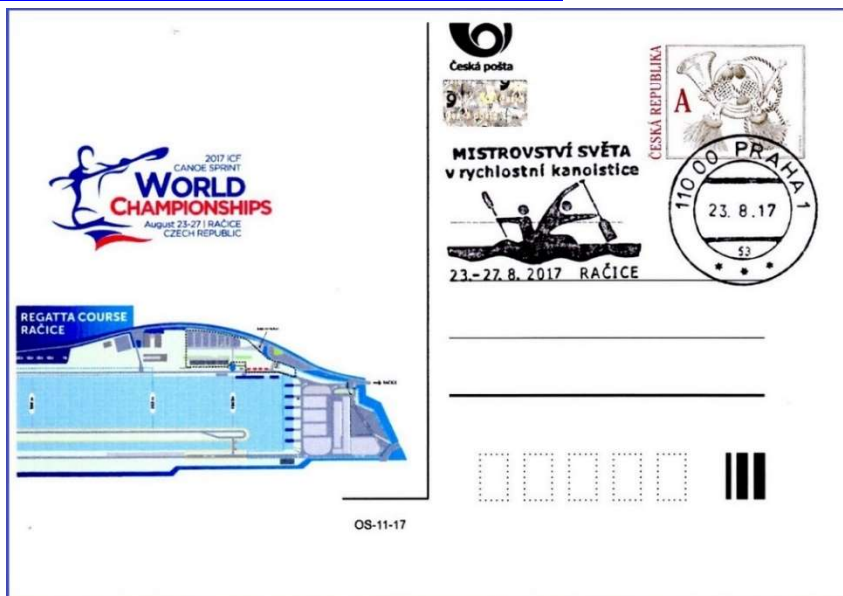 2017 ICF
CANOE SPRINT
WORLD
CHAMPIONSHIPS
August 23-27 | RAČICE
CZECH REPUBLIC
REGATTA COURSE
RAČICE
RAČICE
OS-11-17
Česká pošta
ČESKÁ REPUBLIKA
A
MISTROVSTVÍ SVĚTA
v rychlostní kanoistice
23.-27. 8. 2017 RAČICE
110 00 PRAHA 1
23. 8. 17
53